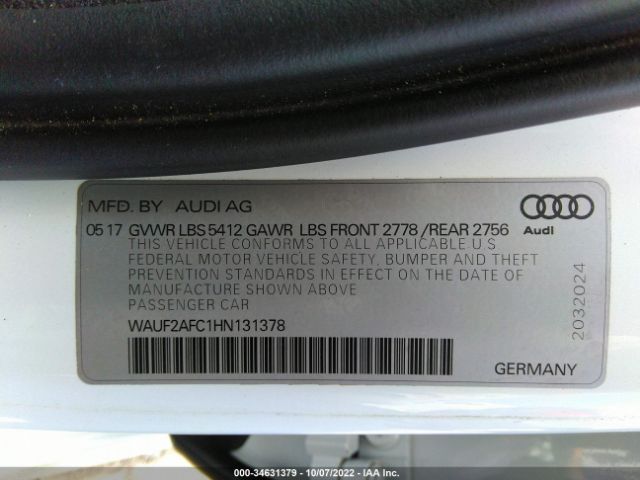 MFD. BY AUDI AG
05 17 GVWR LBS 5412 GAWR LBS FRONT 2778 /REAR 2756
Audi
THIS VEHICLE CONFORMS TO ALL APPLICABLE U S
FEDERAL MOTOR VEHICLE SAFETY, BUMPER AND THEFT
PREVENTION STANDARDS IN EFFECT ON THE DATE OF
MANUFACTURE SHOWN ABOVE
PASSENGER CAR
WAUF2AFC1HN131378
2032024
GERMANY
000-34631379 - 10/07/2022 - IAA Inc.